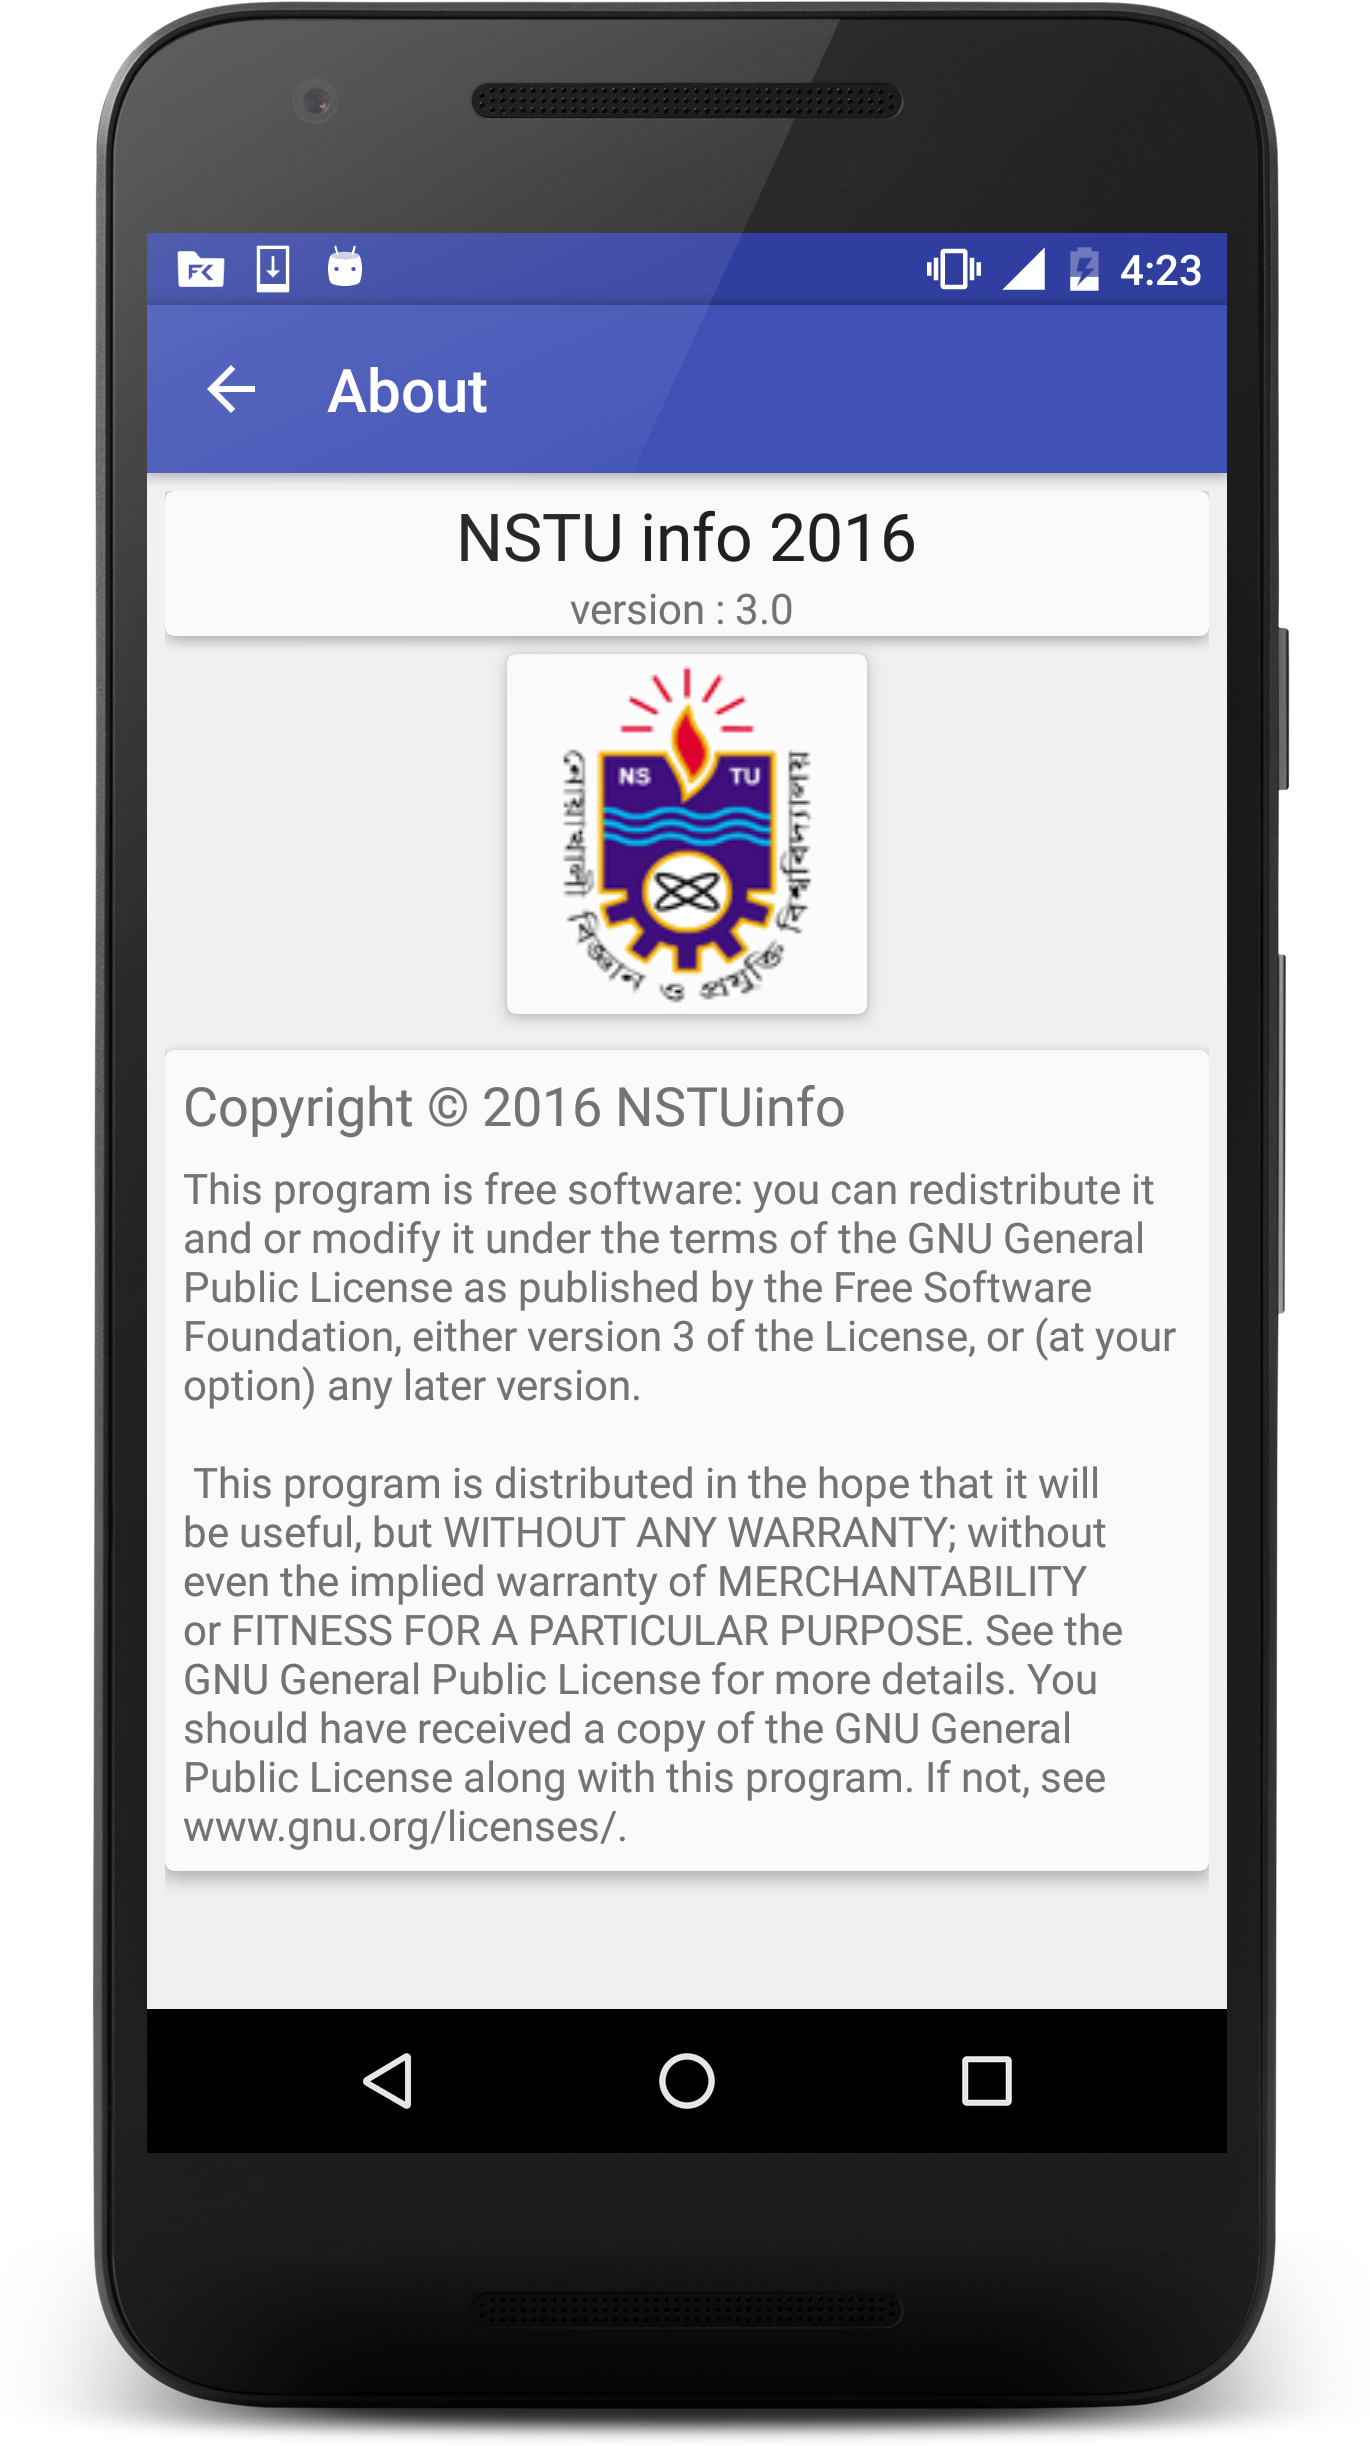 4:23
About
NSTU info 2016
version : 3.0
NS TU
নোয়াখালী বিজ্ঞান ও প্রযুক্তি বিশ্ববিদ্যালয়
Copyright © 2016 NSTUinfo
This program is free software: you can redistribute it
and or modify it under the terms of the GNU General
Public License as published by the Free Software
Foundation, either version 3 of the License, or (at your
option) any later version.
This program is distributed in the hope that it will
be useful, but WITHOUT ANY WARRANTY; without
even the implied warranty of MERCHANTABILITY
or FITNESS FOR A PARTICULAR PURPOSE. See the
GNU General Public License for more details. You
should have received a copy of the GNU General
Public License along with this program. If not, see
www.gnu.org/licenses/.